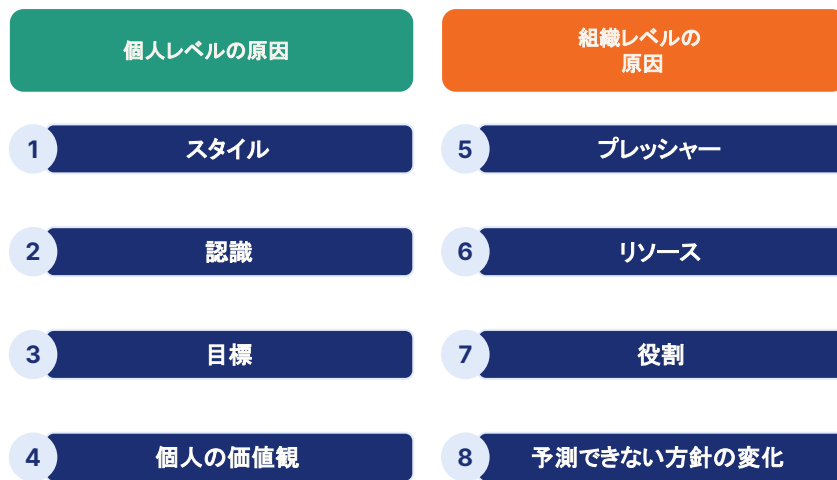 個人レベルの原因
1 スタイル
2 認識
3 目標
4 個人の価値観
組織レベルの
原因
5 プレッシャー
6 リソース
7 役割
8 予測できない方針の変化